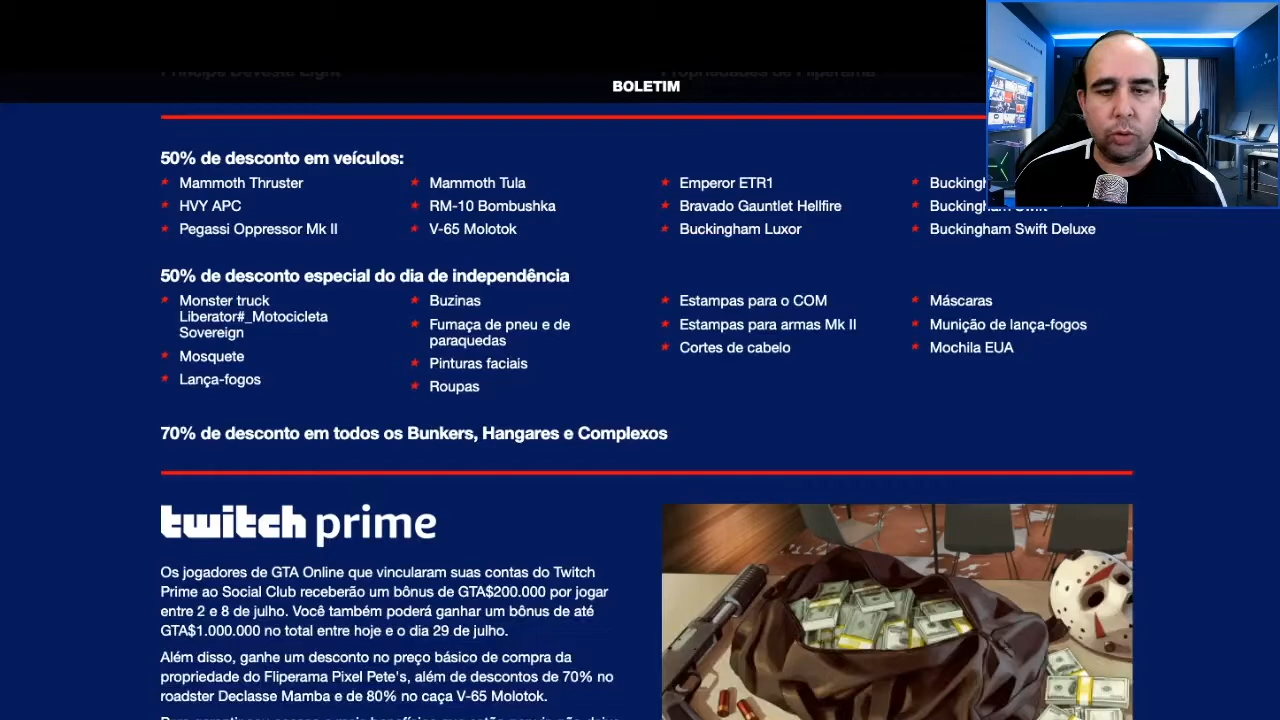 Príncipe Deveste Eight
Propriedades de Fliperama
BOLETIM
50% de desconto em veículos:
Mammoth Thruster
HVY APC
Pegassi Oppressor Mk II
Mammoth Tula
RM-10 Bombushka
V-65 Molotok
Emperor ETR1
Bravado Gauntlet Hellfire
Buckingham Luxor
Buckingham Swift
Buckingham Swift Deluxe
50% de desconto especial do dia de independência
Monster truck
Liberator#_Motocicleta
Sovereign
Mosquete
Lança-fogos
Buzinas
Fumaça de pneu e de
paraquedas
Pinturas faciais
Roupas
Estampas para o COM
Estampas para armas Mk II
Cortes de cabelo
Máscaras
Munição de lança-fogos
Mochila EUA
70% de desconto em todos os Bunkers, Hangares e Complexos
twitch prime
Os jogadores de GTA Online que vincularam suas contas do Twitch
Prime ao Social Club receberão um bônus de GTA$200.000 por jogar
entre 2 e 8 de julho. Você também poderá ganhar um bônus de até
GTA$1.000.000 no total entre hoje e o dia 29 de julho.
Além disso, ganhe um desconto no preço básico de compra da
propriedade do Fliperama Pixel Pete's, além de descontos de 70% no
roadster Declasse Mamba e de 80% no caça V-65 Molotok.